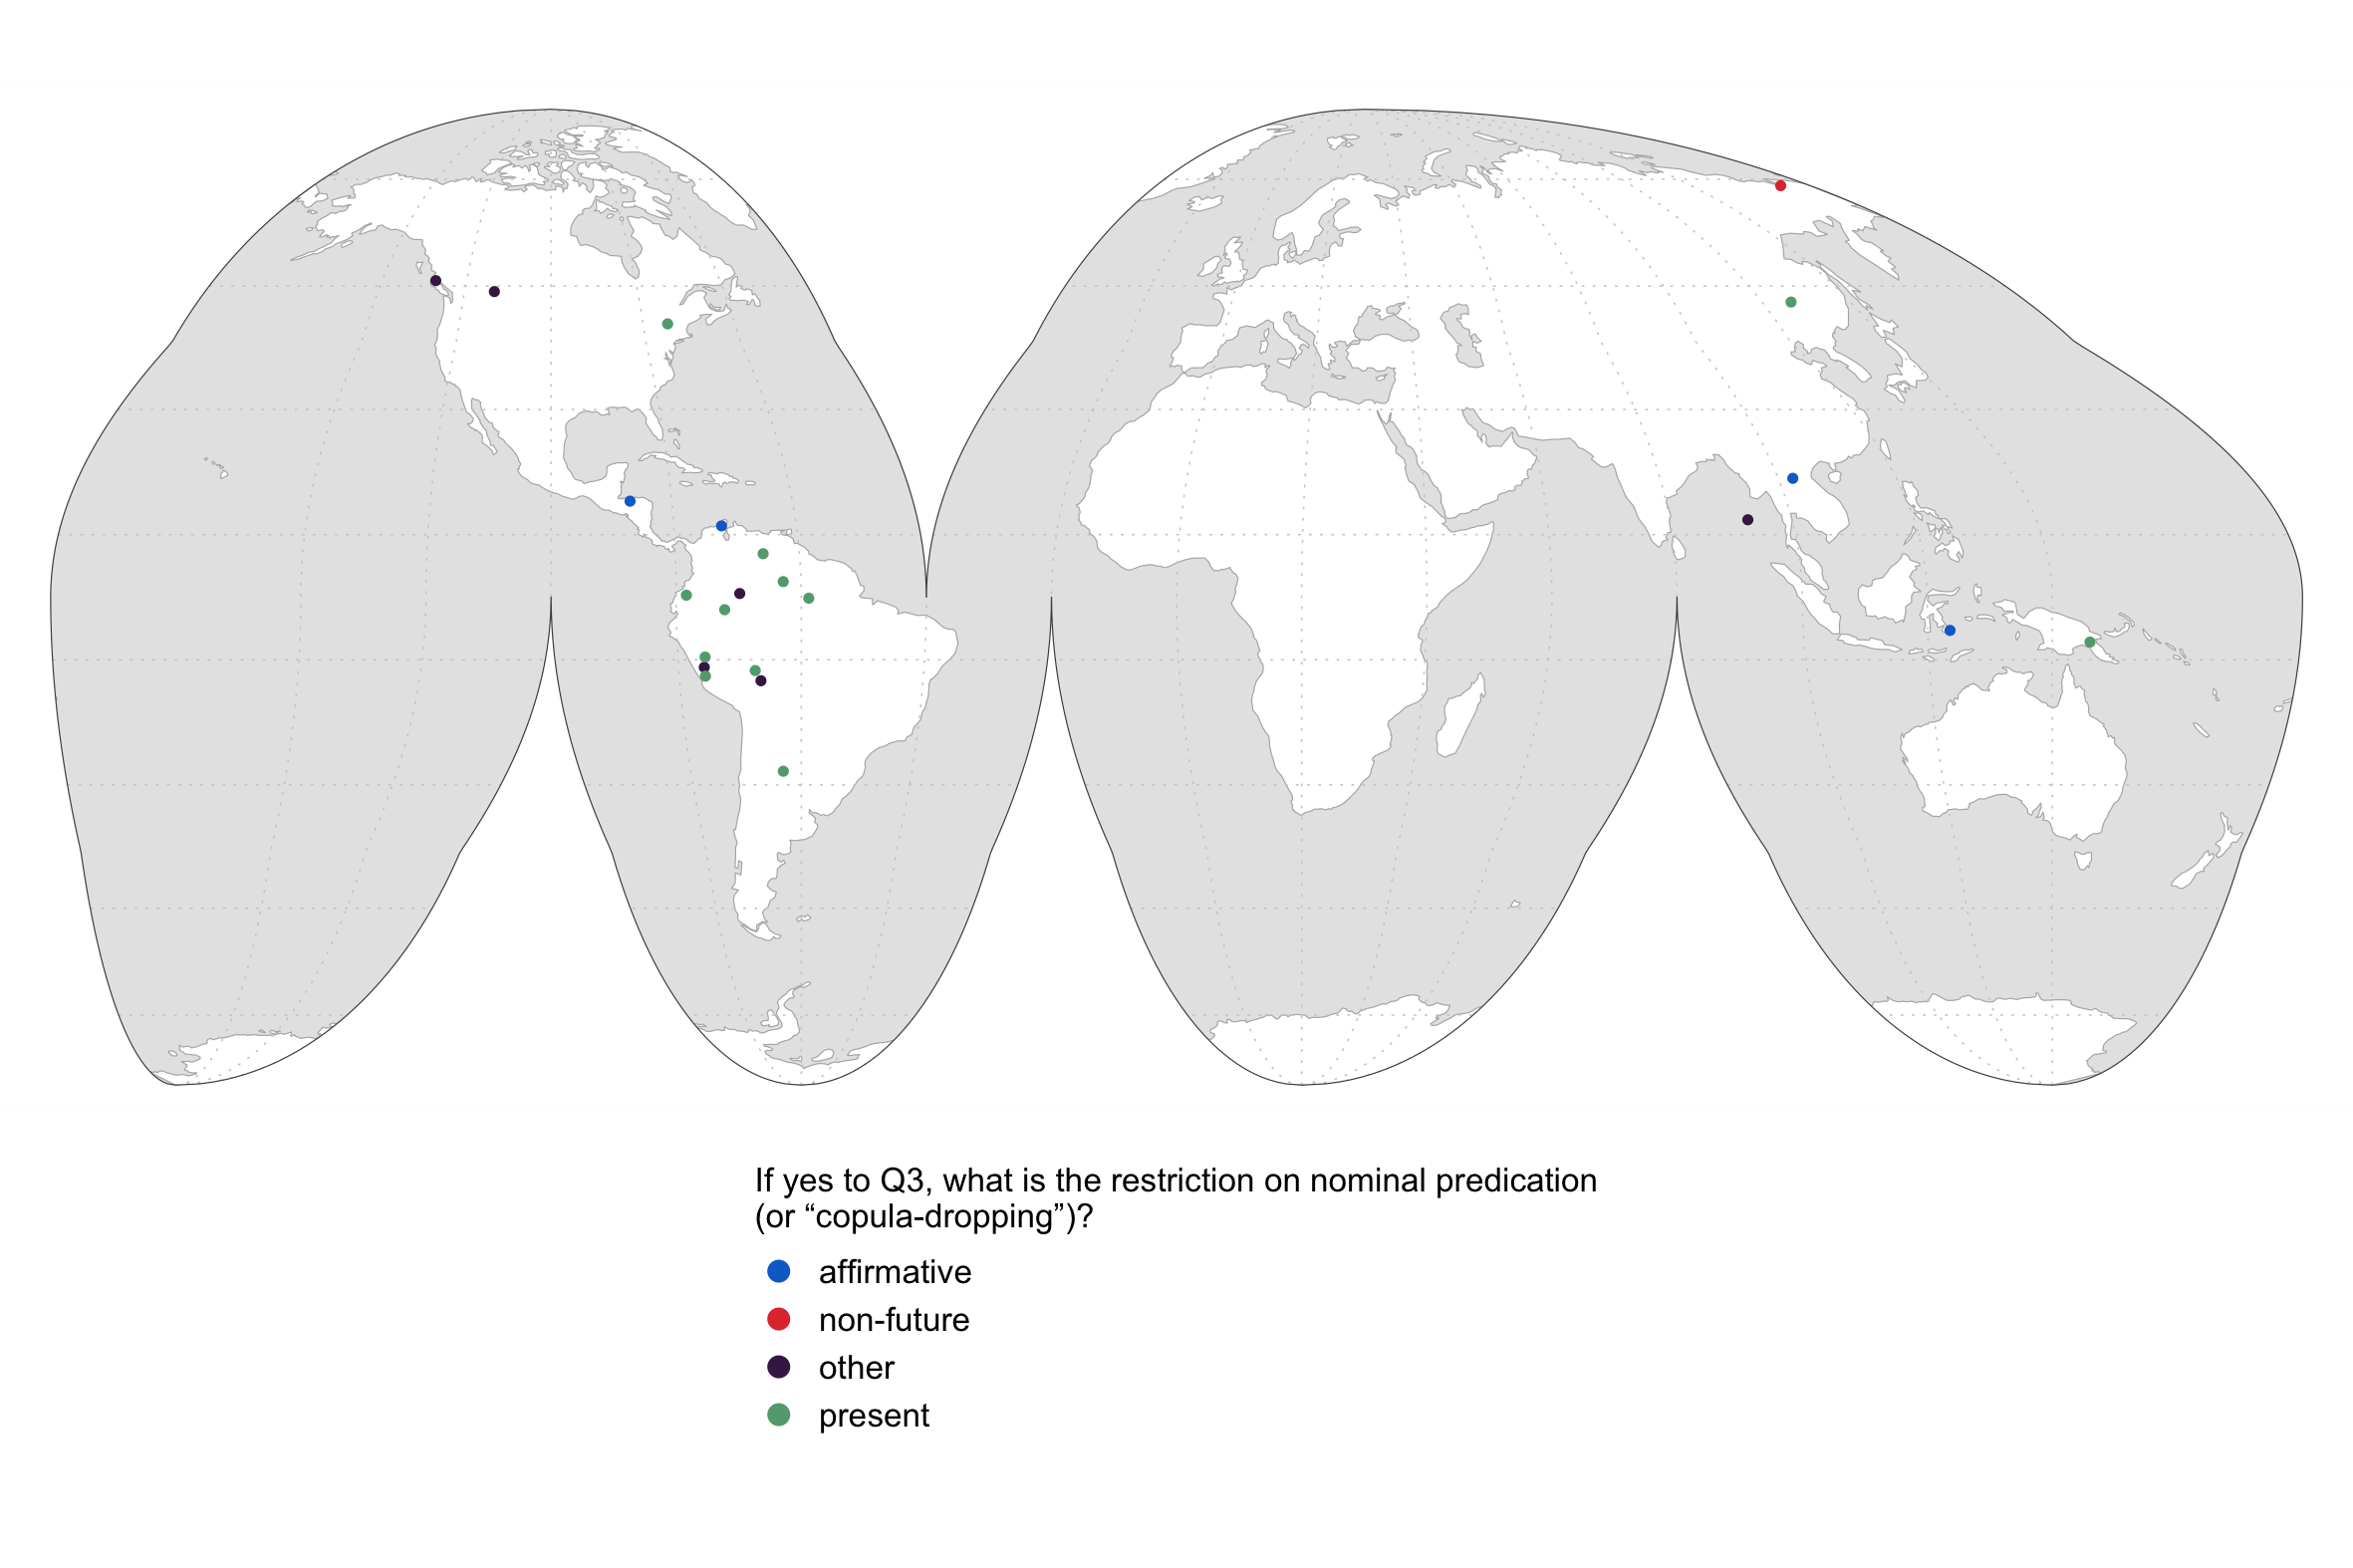 If yes to Q3, what is the restriction on nominal predication
(or “copula-dropping”)?
affirmative
non-future
other
present